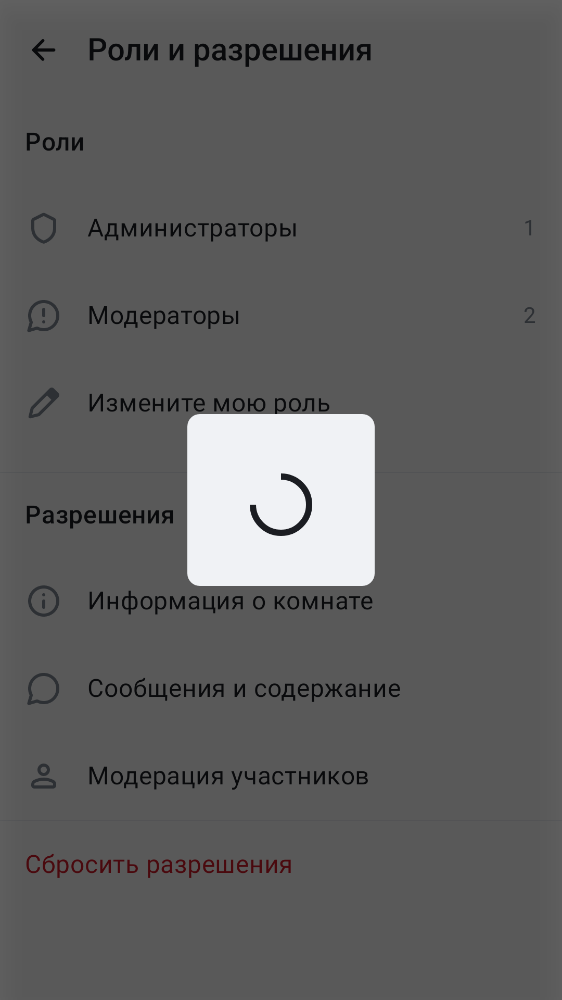 Роли и разрешения
Роли
Администраторы 1
Модераторы 2
Измените мою роль
Разрешения
Информация о комнате
Сообщения и содержание
Модерация участников
Сбросить разрешения